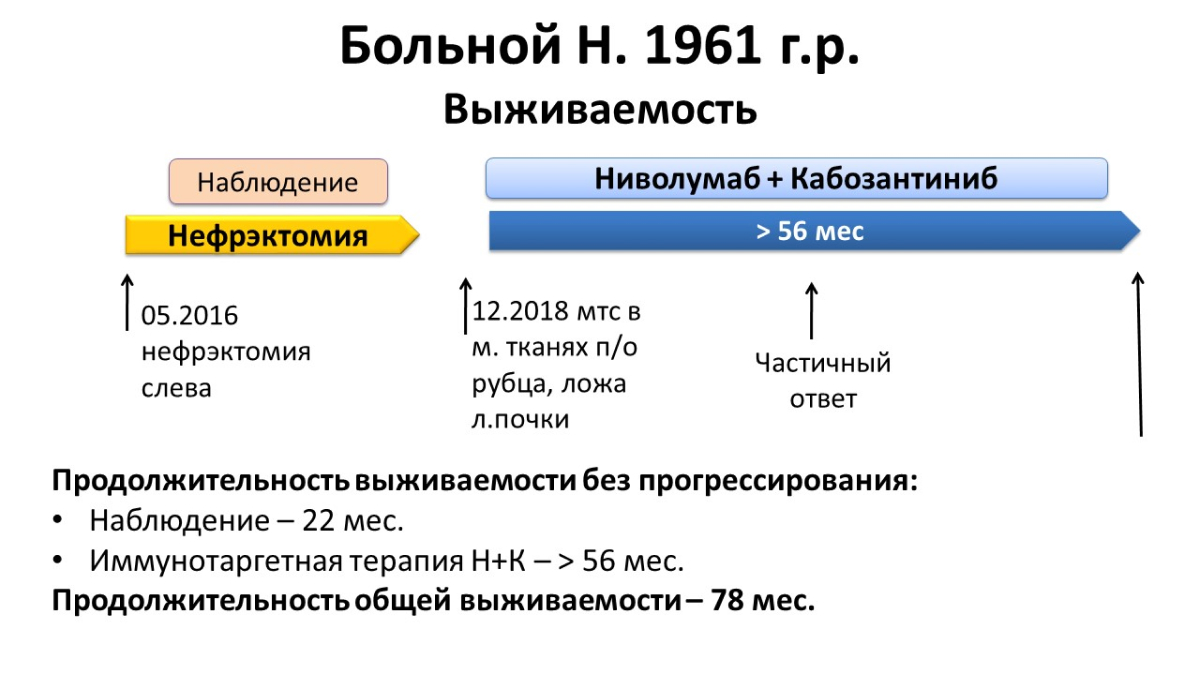 Больной Н. 1961 г.р.
Выживаемость
Наблюдение
Нефрэктомия
Ниволумаб + Кабозантиниб
> 56 мес
05.2016
нефрэктомия
слева
12.2018 мтс в
м. тканях п/о
рубца, ложа
л.почки
Частичный
ответ
Продолжительность выживаемости без прогрессирования:
• Наблюдение – 22 мес.
• Иммунотаргетная терапия Н+К – > 56 мес.
Продолжительность общей выживаемости – 78 мес.